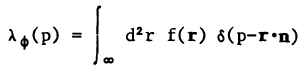 λ_ϕ(p) = ∫_∞ d²r f(𝐫) δ(p-𝐫•𝐧)